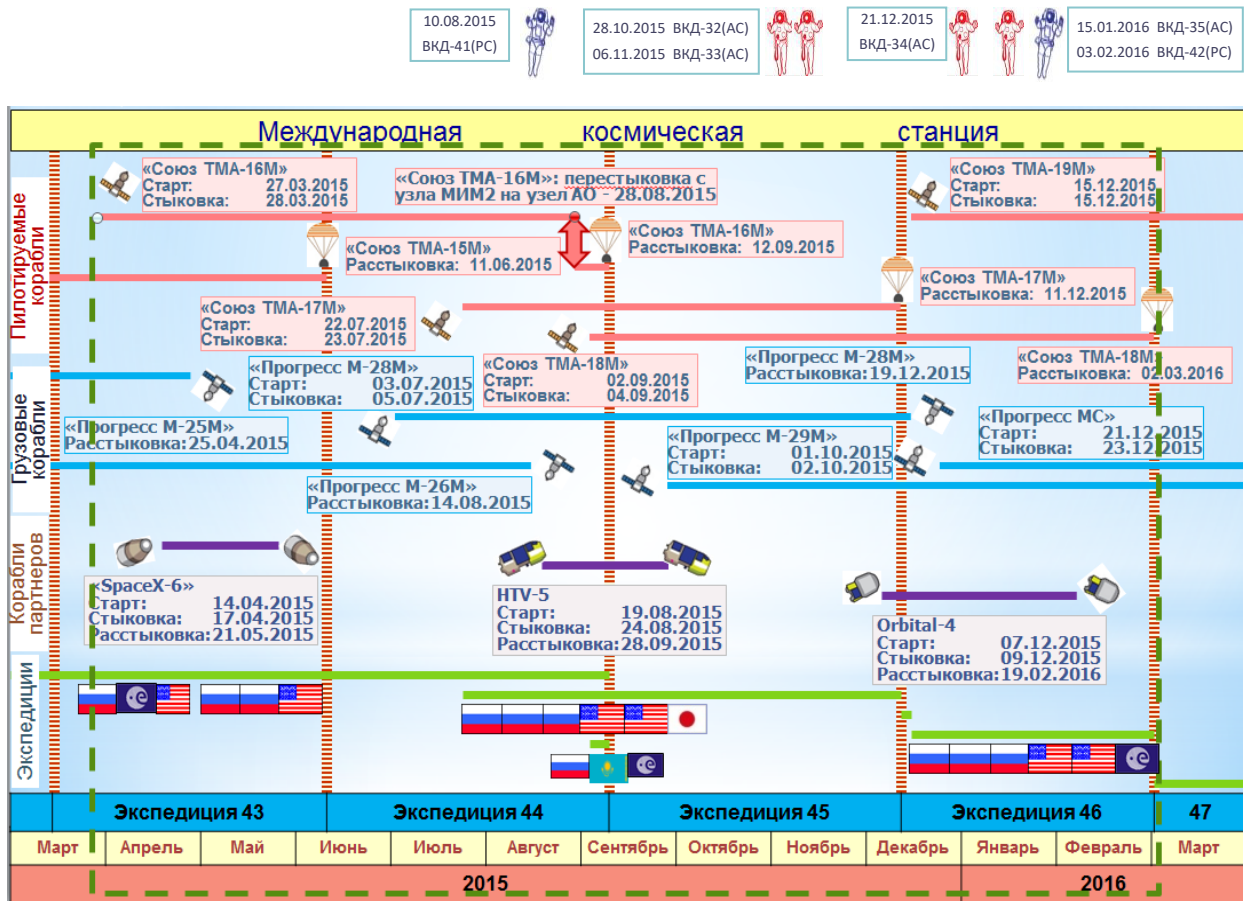 10.08.2015
ВКД-41(РС)
28.10.2015 ВКД-32(АС)
06.11.2015 ВКД-33(АС)
21.12.2015
ВКД-34(АС)
15.01.2016 ВКД-35(АС)
03.02.2016 ВКД-42(РС)
Международная космическая станция
Пилотируемые
корабли
«Союз ТМА-16М»
Старт: 27.03.2015
Стыковка: 28.03.2015
«Союз ТМА-16М»: перестыковка с
узла МИМ2 на узел АО - 28.08.2015
«Союз ТМА-19М»
Старт: 15.12.2015
Стыковка: 15.12.2015
«Союз ТМА-15М»
Расстыковка: 11.06.2015
«Союз ТМА-16М»
Расстыковка: 12.09.2015
«Союз ТМА-17М»
Расстыковка: 11.12.2015
«Союз ТМА-17М»
Старт: 22.07.2015
Стыковка: 23.07.2015
«Союз ТМА-18М»
Старт: 02.09.2015
Стыковка: 04.09.2015
«Союз ТМА-18М»
Расстыковка: 02.03.2016
Грузовые
корабли
«Прогресс М-28М»
Старт: 03.07.2015
Стыковка: 05.07.2015
«Прогресс М-28М»
Расстыковка:19.12.2015
«Прогресс М-25М»
Расстыковка:25.04.2015
«Прогресс М-29М»
Старт: 01.10.2015
Стыковка: 02.10.2015
«Прогресс МС»
Старт: 21.12.2015
Стыковка: 23.12.2015
«Прогресс М-26М»
Расстыковка:14.08.2015
Корабли
партнеров
«SpaceX-6»
Старт: 14.04.2015
Стыковка: 17.04.2015
Расстыковка:21.05.2015
HTV-5
Старт: 19.08.2015
Стыковка: 24.08.2015
Расстыковка:28.09.2015
Orbital-4
Старт: 07.12.2015
Стыковка: 09.12.2015
Расстыковка:19.02.2016
Экспедиции
Экспедиция 43 Экспедиция 44 Экспедиция 45 Экспедиция 46 47
Март Апрель Май Июнь Июль Август Сентябрь Октябрь Ноябрь Декабрь Январь Февраль Март
2015 2016